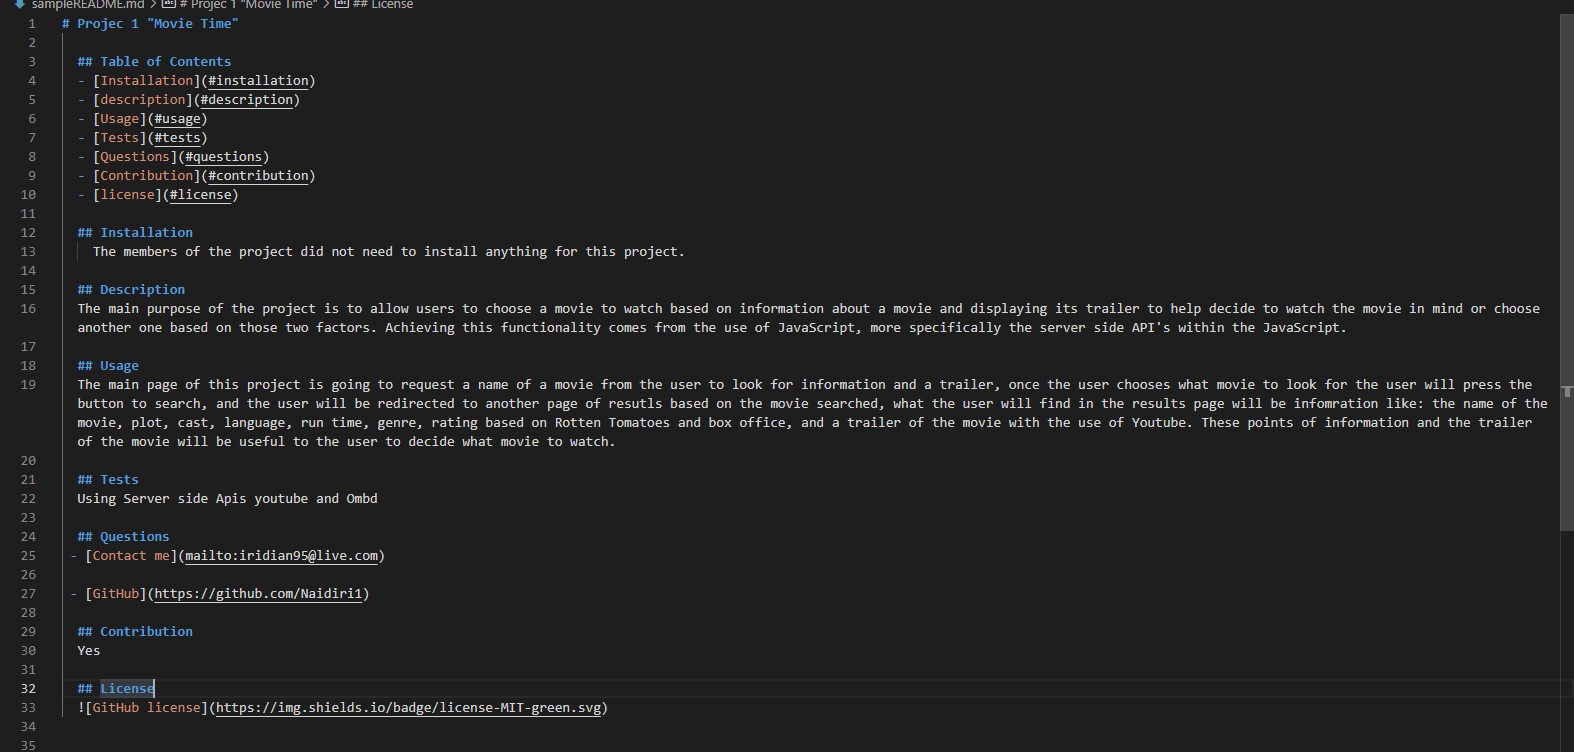 sampleREADME.md > # Projec 1 "Movie Time" > ## License
1 # Projec 1 "Movie Time"
2
3 ## Table of Contents
4 - [Installation](#installation)
5 - [description](#description)
6 - [Usage](#usage)
7 - [Tests](#tests)
8 - [Questions](#questions)
9 - [Contribution](#contribution)
10 - [license](#license)
11
12 ## Installation
13 The members of the project did not need to install anything for this project.
14
15 ## Description
16 The main purpose of the project is to allow users to choose a movie to watch based on information about a movie and displaying its trailer to help decide to watch the movie in mind or choose
another one based on those two factors. Achieving this functionality comes from the use of JavaScript, more specifically the server side API's within the JavaScript.
17
18 ## Usage
19 The main page of this project is going to request a name of a movie from the user to look for information and a trailer, once the user chooses what movie to look for the user will press the
button to search, and the user will be redirected to another page of resutls based on the movie searched, what the user will find in the results page will be infomration like: the name of the
movie, plot, cast, language, run time, genre, rating based on Rotten Tomatoes and box office, and a trailer of the movie with the use of Youtube. These points of information and the trailer
of the movie will be useful to the user to decide what movie to watch.
20
21 ## Tests
22 Using Server side Apis youtube and Ombd
23
24 ## Questions
25 - [Contact me](mailto:iridian95@live.com)
26
27 - [GitHub](https://github.com/Naidiri1)
28
29 ## Contribution
30 Yes
31
32 ## License
33 ![GitHub license](https://img.shields.io/badge/license-MIT-green.svg)
34
35